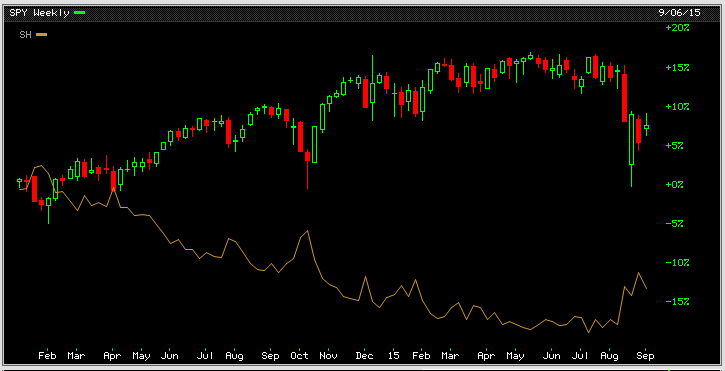 SPY Weekly 9/06/15
SH
+20%
+15%
+10%
+5%
+0%
-5%
-10%
-15%
Feb Mar Apr May Jun Jul Aug Sep Oct Nov Dec 15 Feb Mar Apr May Jun Jul Aug Sep